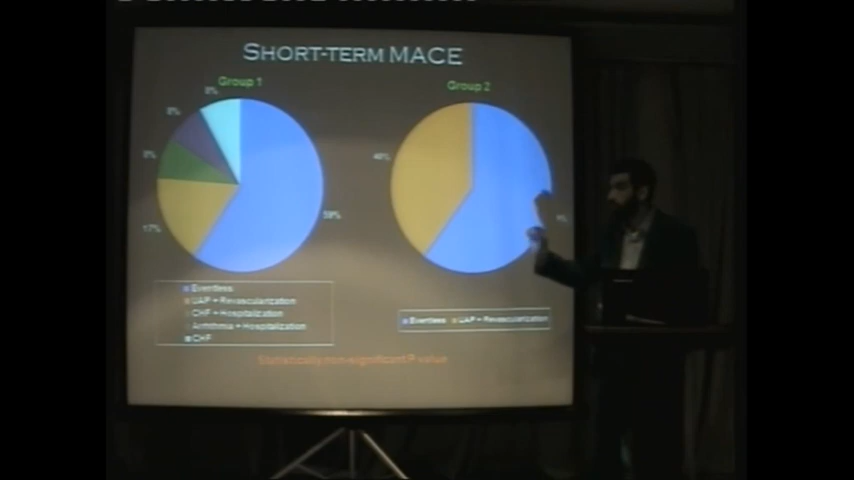 SHORT-TERM MACE
Group 1
Group 2
8%
8%
8%
17%
59%
Eventless
UAP + Revascularization
CHF + Hospitalization
Arrhythmia + Hospitalization
CHF
40%
Eventless UAP + Revascularization
Statistically non-significant P value